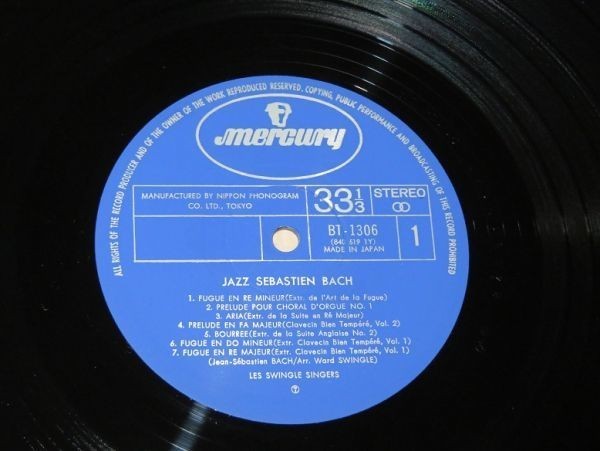 ALL RIGHTS OF THE RECORD PRODUCER AND OF THE OWNER OF THE WORK REPRODUCED RESERVED. COPYING, PUBLIC PERFORMANCE AND BROADCASTING OF THIS RECORD PROHIBITED
mercury
MANUFACTURED BY NIPPON PHONOGRAM
CO. LTD., TOKYO
33 1/3
STEREO
BT-1306
(840 519 1Y)
MADE IN JAPAN
1
JAZZ SEBASTIEN BACH
1. FUGUE EN RE MINEUR(Extr. de l'Art de la Fugue)
2. PRELUDE POUR CHORAL D'ORGUE NO. 1
3. ARIA(Extr. de la Suite en Ré Majeur)
4. PRELUDE EN FA MAJEUR(Clavecin Bien Tempéré, Vol. 2)
5. BOURREE(Extr. de la Suite Anglaise No. 2)
6. FUGUE EN DO MINEUR(Extr. Clavecin Bien Tempéré, Vol. 1)
7. FUGUE EN RE MAJEUR(Extr. Clavecin Bien Tempéré, Vol. 1)
(Jean-Sébastien BACH/Arr. Ward SWINGLE)
LES SWINGLE SINGERS